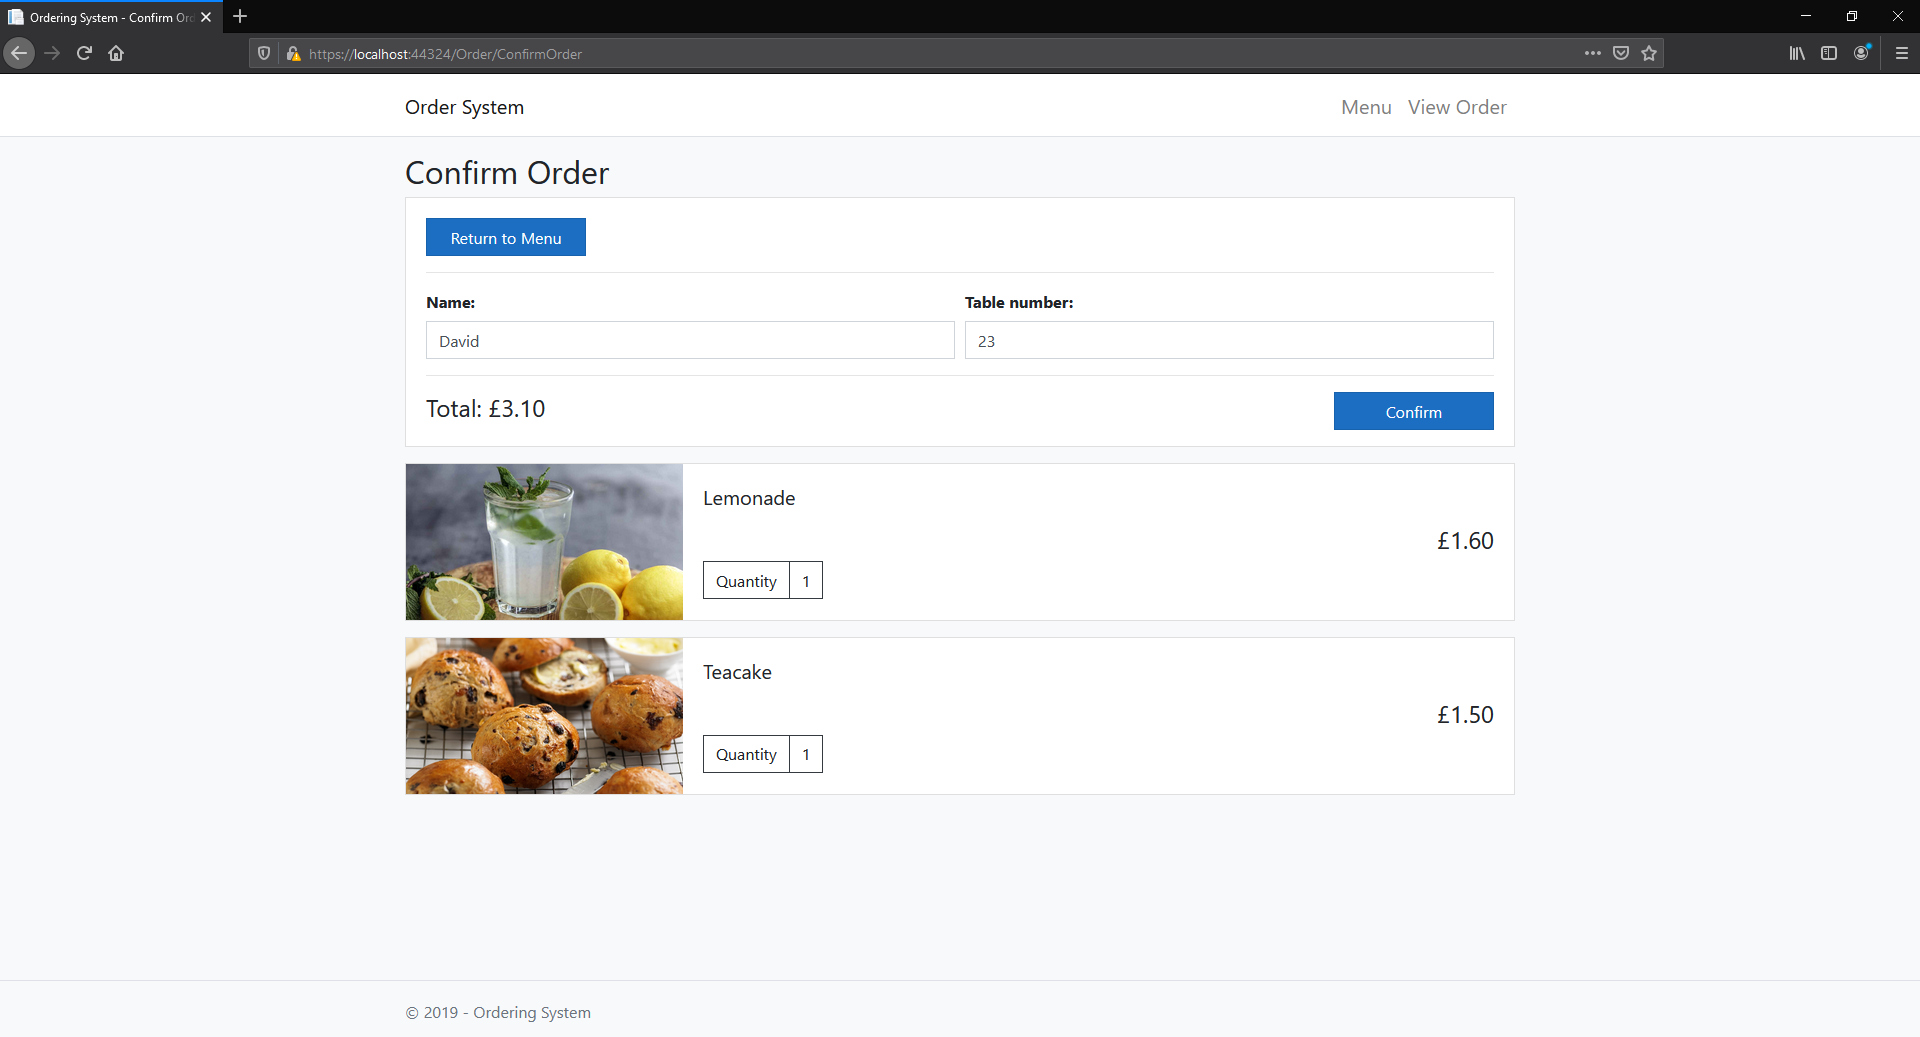 Ordering System - Confirm Ord
https://localhost:44324/Order/ConfirmOrder
Order System
Menu
View Order
Confirm Order
Return to Menu
Name:
Table number:
David
23
Total: £3.10
Confirm
Lemonade
£1.60
Quantity
1
Teacake
£1.50
Quantity
1
© 2019 - Ordering System